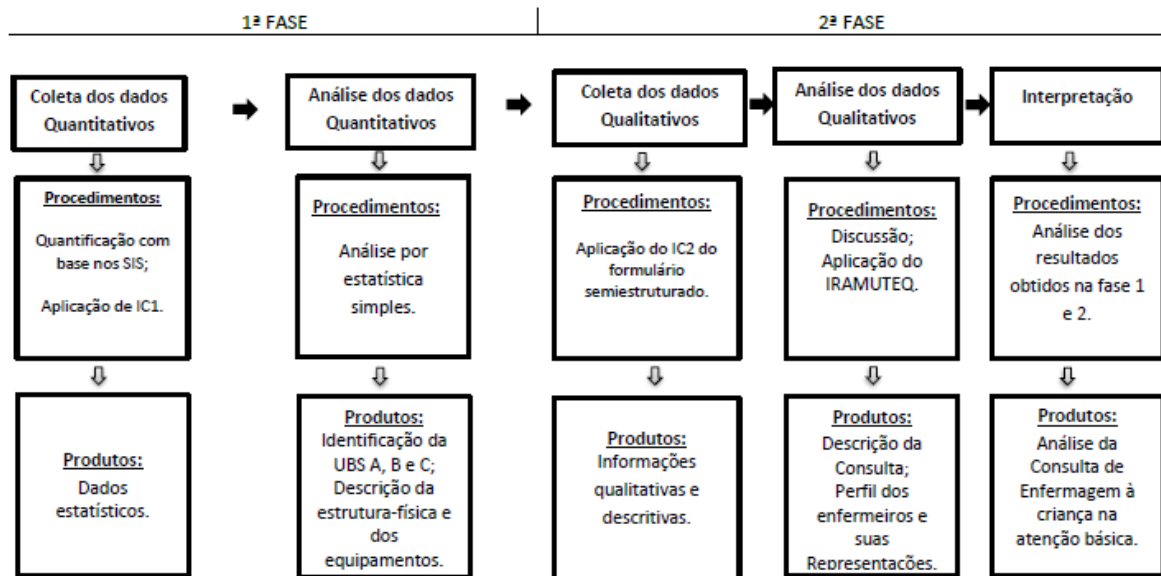 1ª FASE
2ª FASE
Coleta dos dados
Quantitativos
Análise dos dados
Quantitativos
Coleta dos dados
Qualitativos
Análise dos dados
Qualitativos
Interpretação
Procedimentos:
Quantificação com
base nos SIS;
Aplicação de IC1.
Procedimentos:
Análise por
estatística
simples.
Procedimentos:
Aplicação do IC2 do
formulário
semiestruturado.
Procedimentos:
Discussão;
Aplicação do
IRAMUTEQ.
Procedimentos:
Análise dos
resultados
obtidos na fase 1
e 2.
Produtos:
Dados
estatísticos.
Produtos:
Identificação da
UBS A, B e C;
Descrição da
estrutura-física e
dos
equipamentos.
Produtos:
Informações
qualitativas e
descritivas.
Produtos:
Descrição da
Consulta;
Perfil dos
enfermeiros e
suas
Representações.
Produtos:
Análise da
Consulta de
Enfermagem à
criança na
atenção básica.